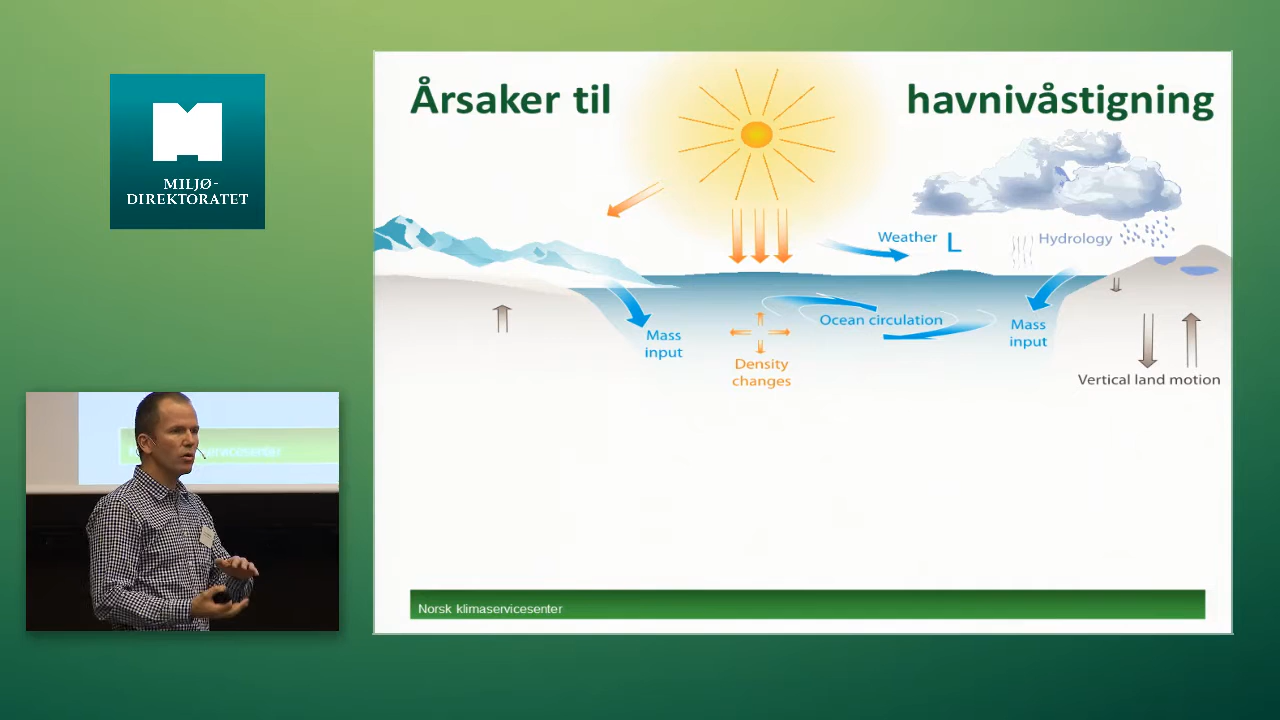 MILJØ-
DIREKTORATET
Årsaker til havnivåstigning
Weather L
Hydrology
Mass
input
Density
changes
Ocean circulation
Mass
input
Vertical land motion
Norsk klimaservicesenter